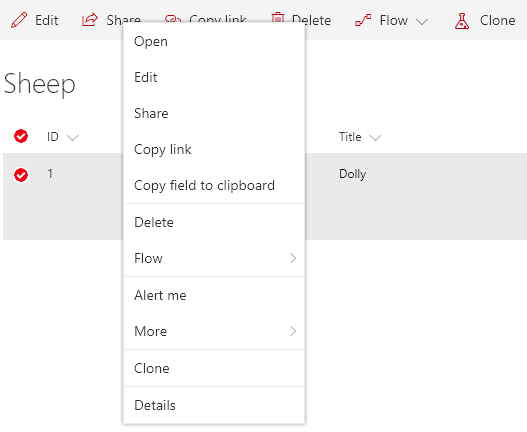 Edit Share Copy link Delete Flow Clone
Sheep
ID Title
1 Dolly
Open
Edit
Share
Copy link
Copy field to clipboard
Delete
Flow
Alert me
More
Clone
Details